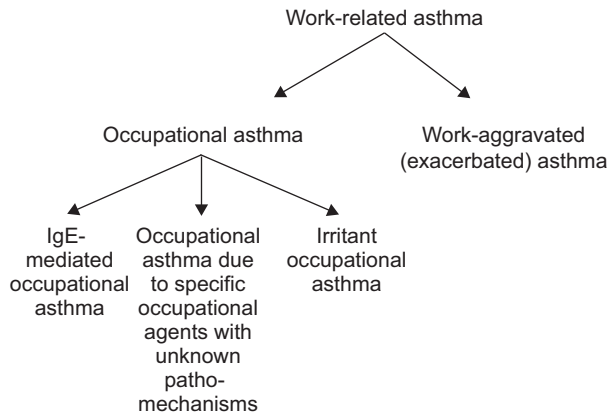 Work-related asthma
Occupational asthma
Work-aggravated
(exacerbated) asthma
IgE-
mediated
occupational
asthma
Occupational
asthma due
to specific
occupational
agents with
unknown
patho-
mechanisms
Irritant
occupational
asthma